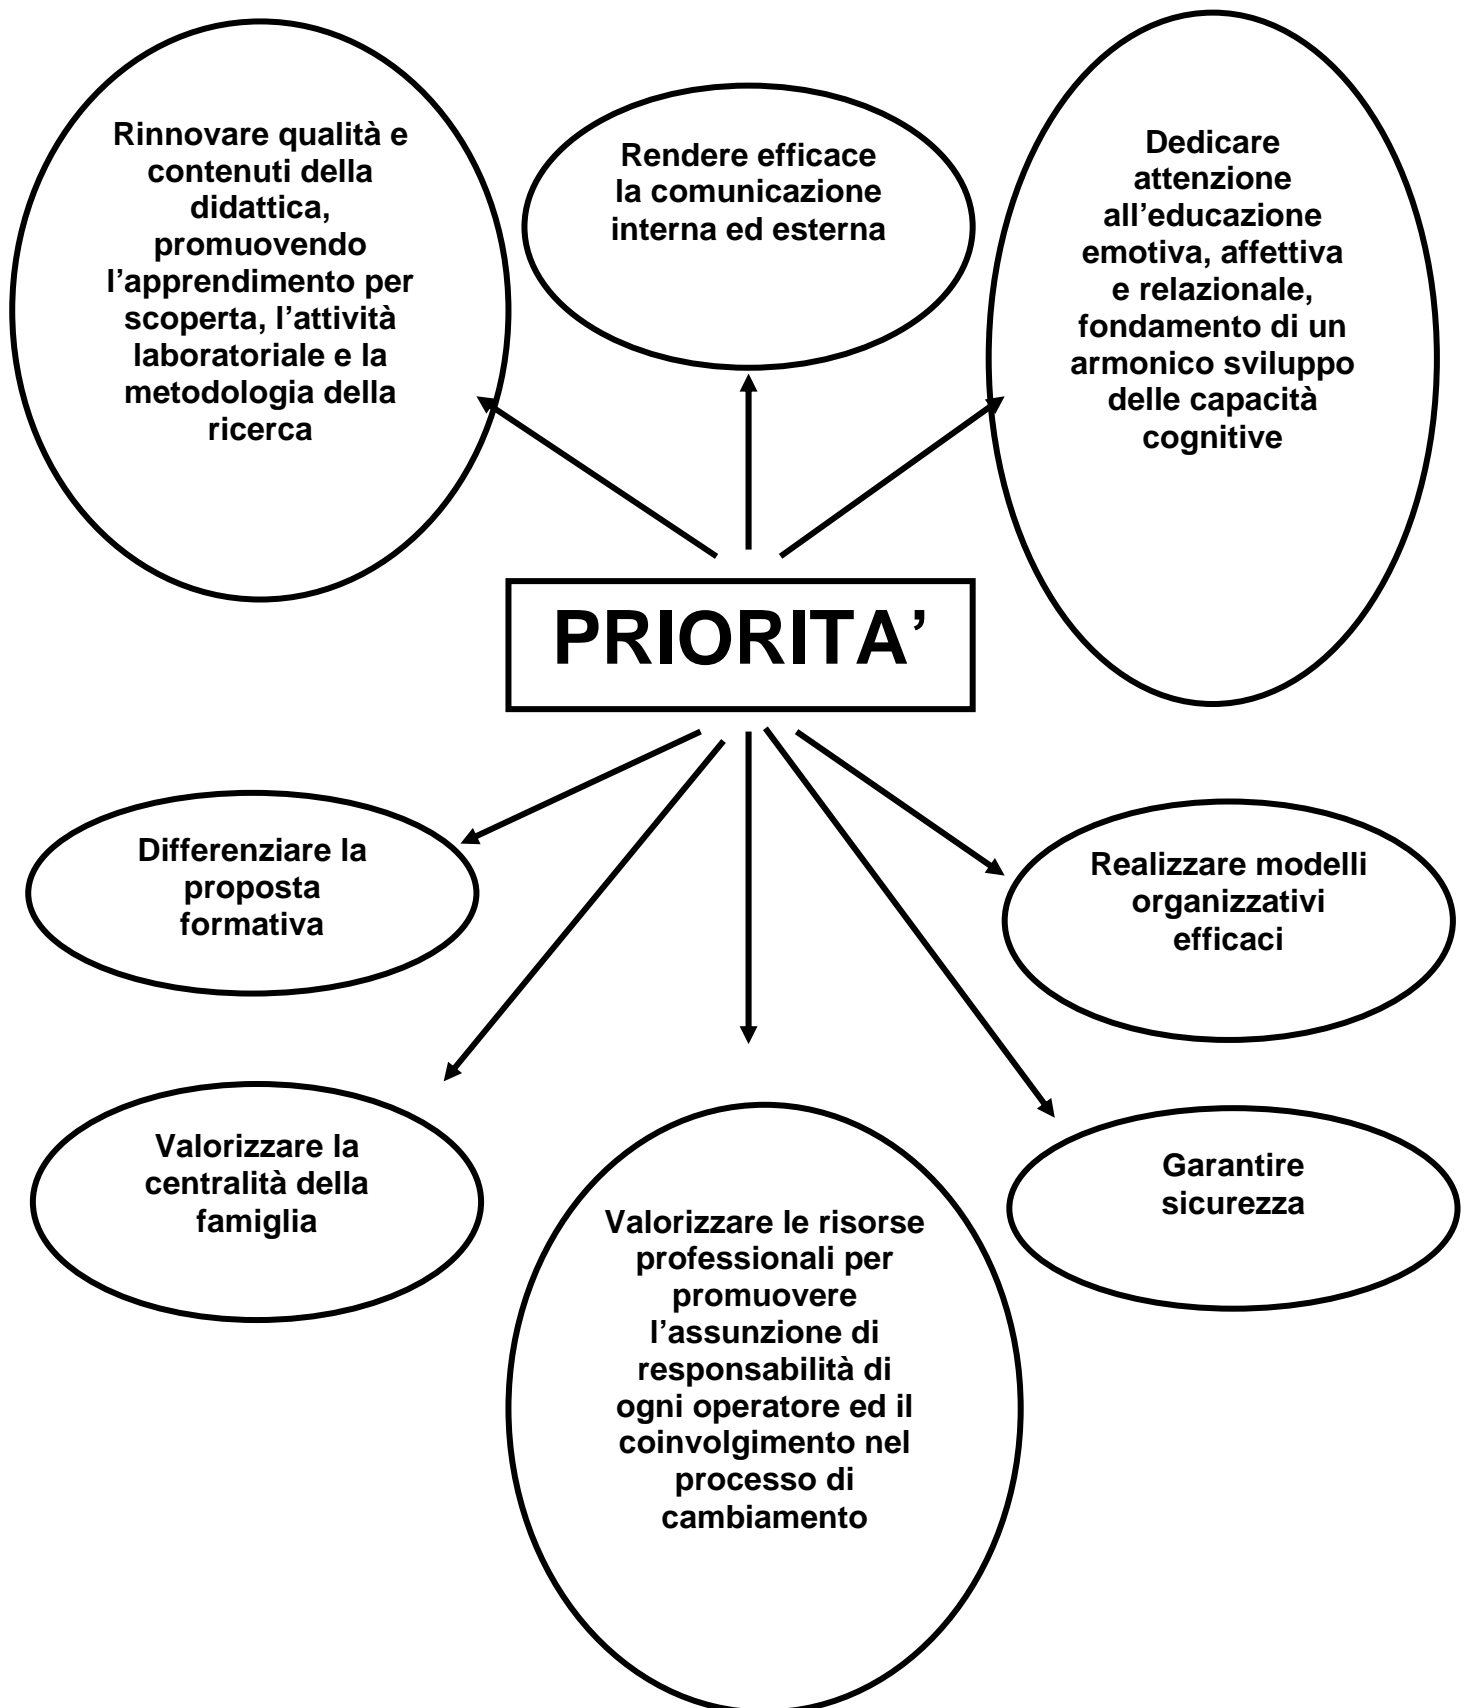 Rinnovare qualità e
contenuti della
didattica,
promuovendo
l’apprendimento per
scoperta, l’attività
laboratoriale e la
metodologia della
ricerca
Rendere efficace
la comunicazione
interna ed esterna
Dedicare
attenzione
all’educazione
emotiva, affettiva
e relazionale,
fondamento di un
armonico sviluppo
delle capacità
cognitive
PRIORITA’
Differenziare la
proposta
formativa
Realizzare modelli
organizzativi
efficaci
Valorizzare la
centralità della
famiglia
Valorizzare le risorse
professionali per
promuovere
l’assunzione di
responsabilità di
ogni operatore ed il
coinvolgimento nel
processo di
cambiamento
Garantire
sicurezza